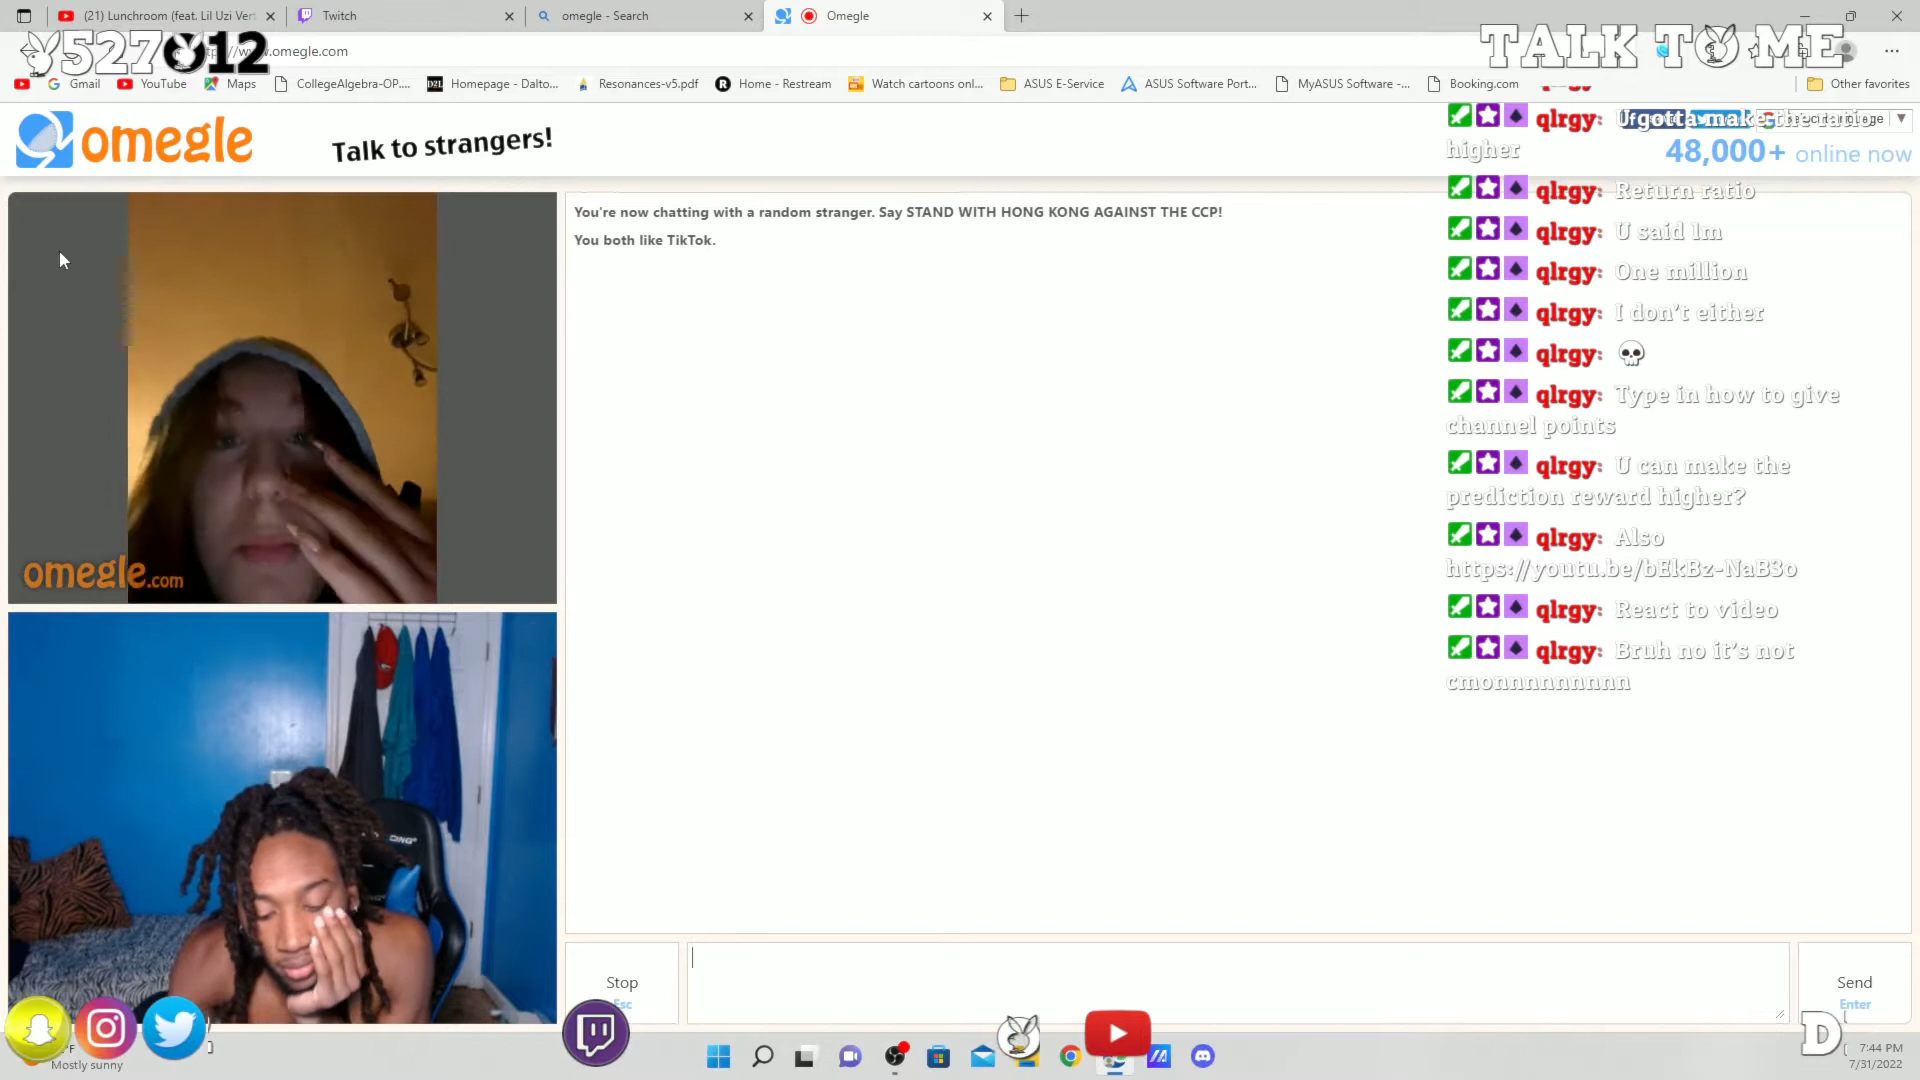 (21) Lunchroom (feat. Lil Uzi Ver
Twitch
omegle - Search
Omegle
527 012
www.omegle.com
TALK TO ME
Gmail
YouTube
Maps
CollegeAlgebra-OP....
Homepage - Dalto...
Resonances-v5.pdf
Home - Restream
Watch cartoons onl...
ASUS E-Service
ASUS Software Port...
MyASUS Software -...
Booking.com
Other favorites
omegle
Talk to strangers!
48,000+ online now
You're now chatting with a random stranger. Say STAND WITH HONG KONG AGAINST THE CCP!
You both like TikTok.
qlrgy: U gotta make the ratio
higher
qlrgy: Return ratio
qlrgy: U said 1m
qlrgy: One million
qlrgy: I don't either
qlrgy: 💀
qlrgy: Type in how to give
channel points
qlrgy: U can make the
prediction reward higher?
qlrgy: Also
https://youtu.be/bEkBz-NaB3o
qlrgy: React to video
qlrgy: Bruh no it's not
cmonnnnnnnnn
omegle.com
Stop
Esc
Send
Enter
D
Mostly sunny
7:44 PM
7/31/2022